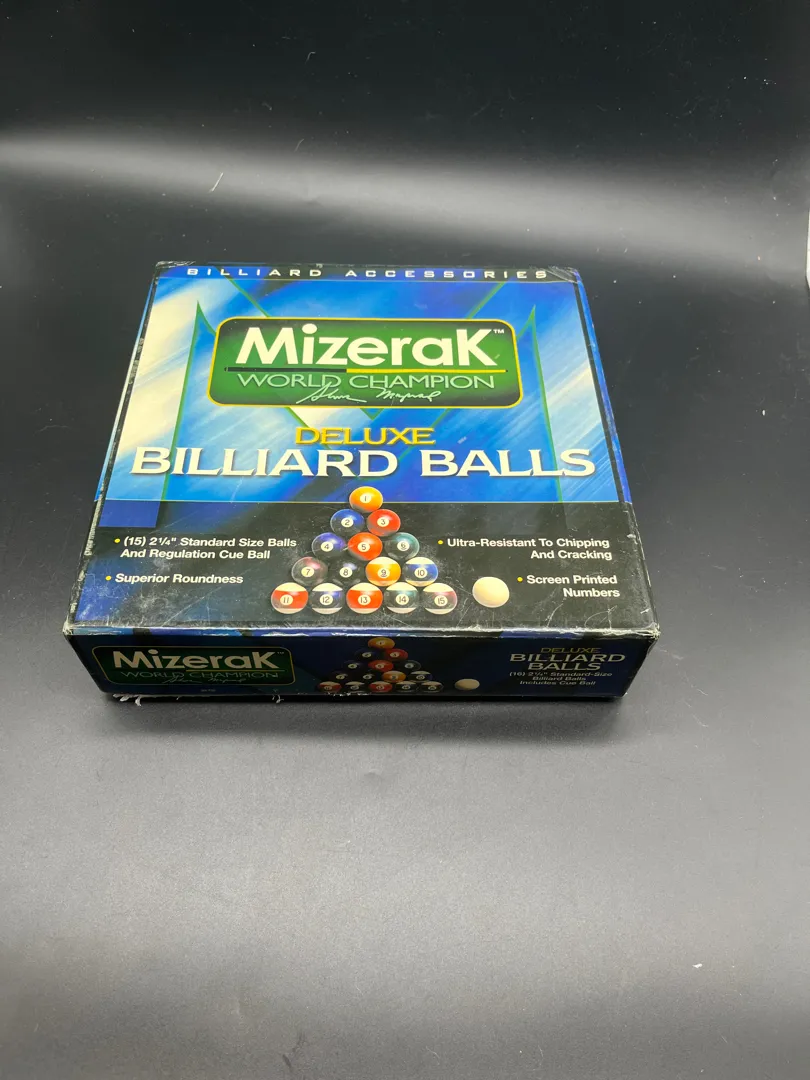 BILLIARD ACCESSORIES
MizeraK™
WORLD CHAMPION
DELUXE
BILLIARD BALLS
• (15) 2¼" Standard Size Balls
And Regulation Cue Ball
• Superior Roundness
• Ultra-Resistant To Chipping
And Cracking
• Screen Printed
Numbers
1
2 3
4 5 6
7 8 9 10
11 12 13 14 15
MizeraK
WORLD CHAMPION
DELUXE
BILLIARD
BALLS
(16) 2¼" Standard-Size
Billiard Balls
Includes Cue Ball